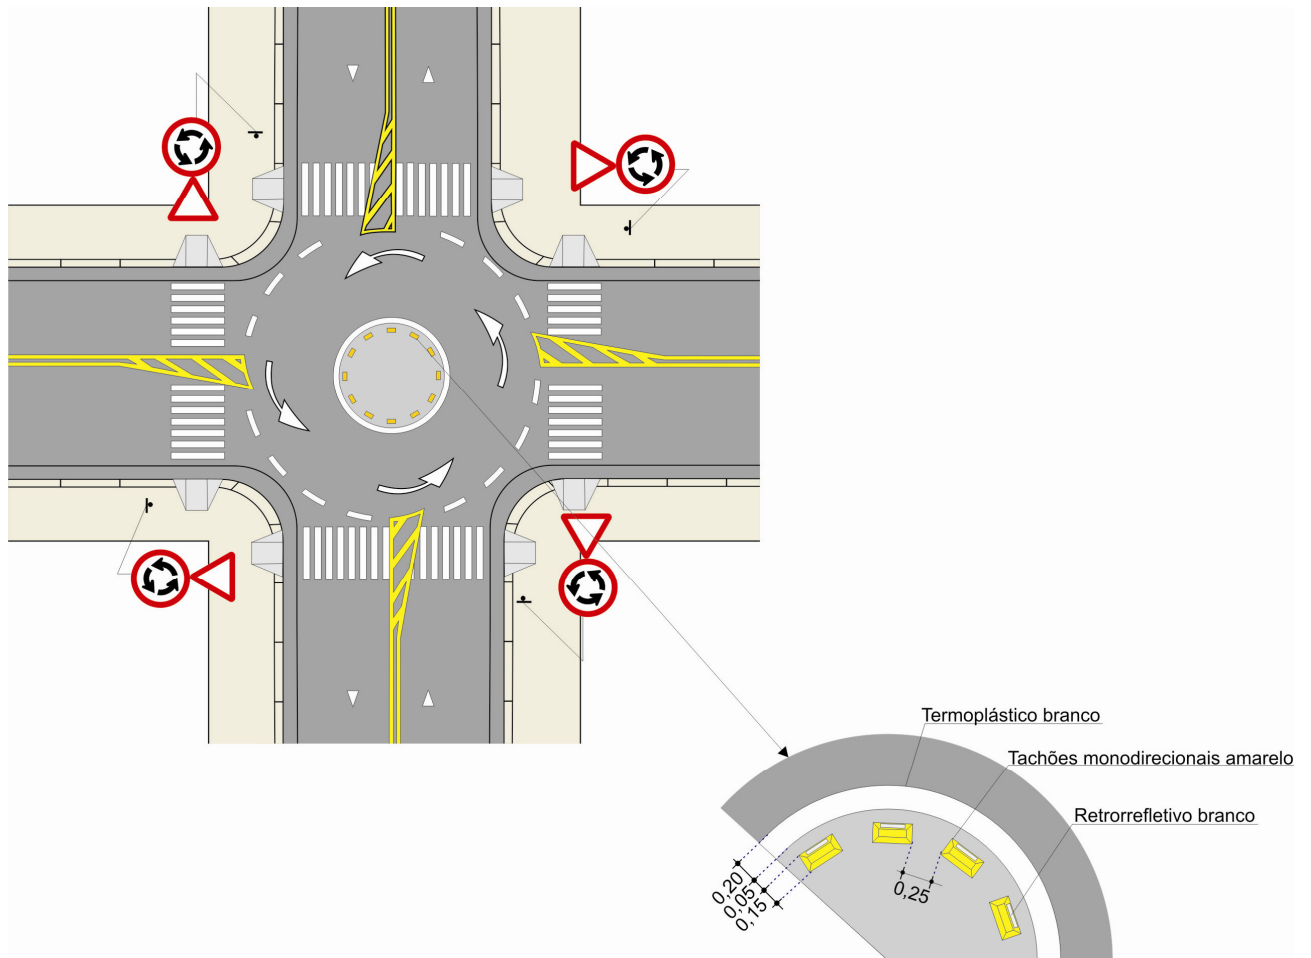 Termoplástico branco
Tachões monodirecionais amarelo
Retrorrefletivo branco
0,20
0,05
0,15
0,25